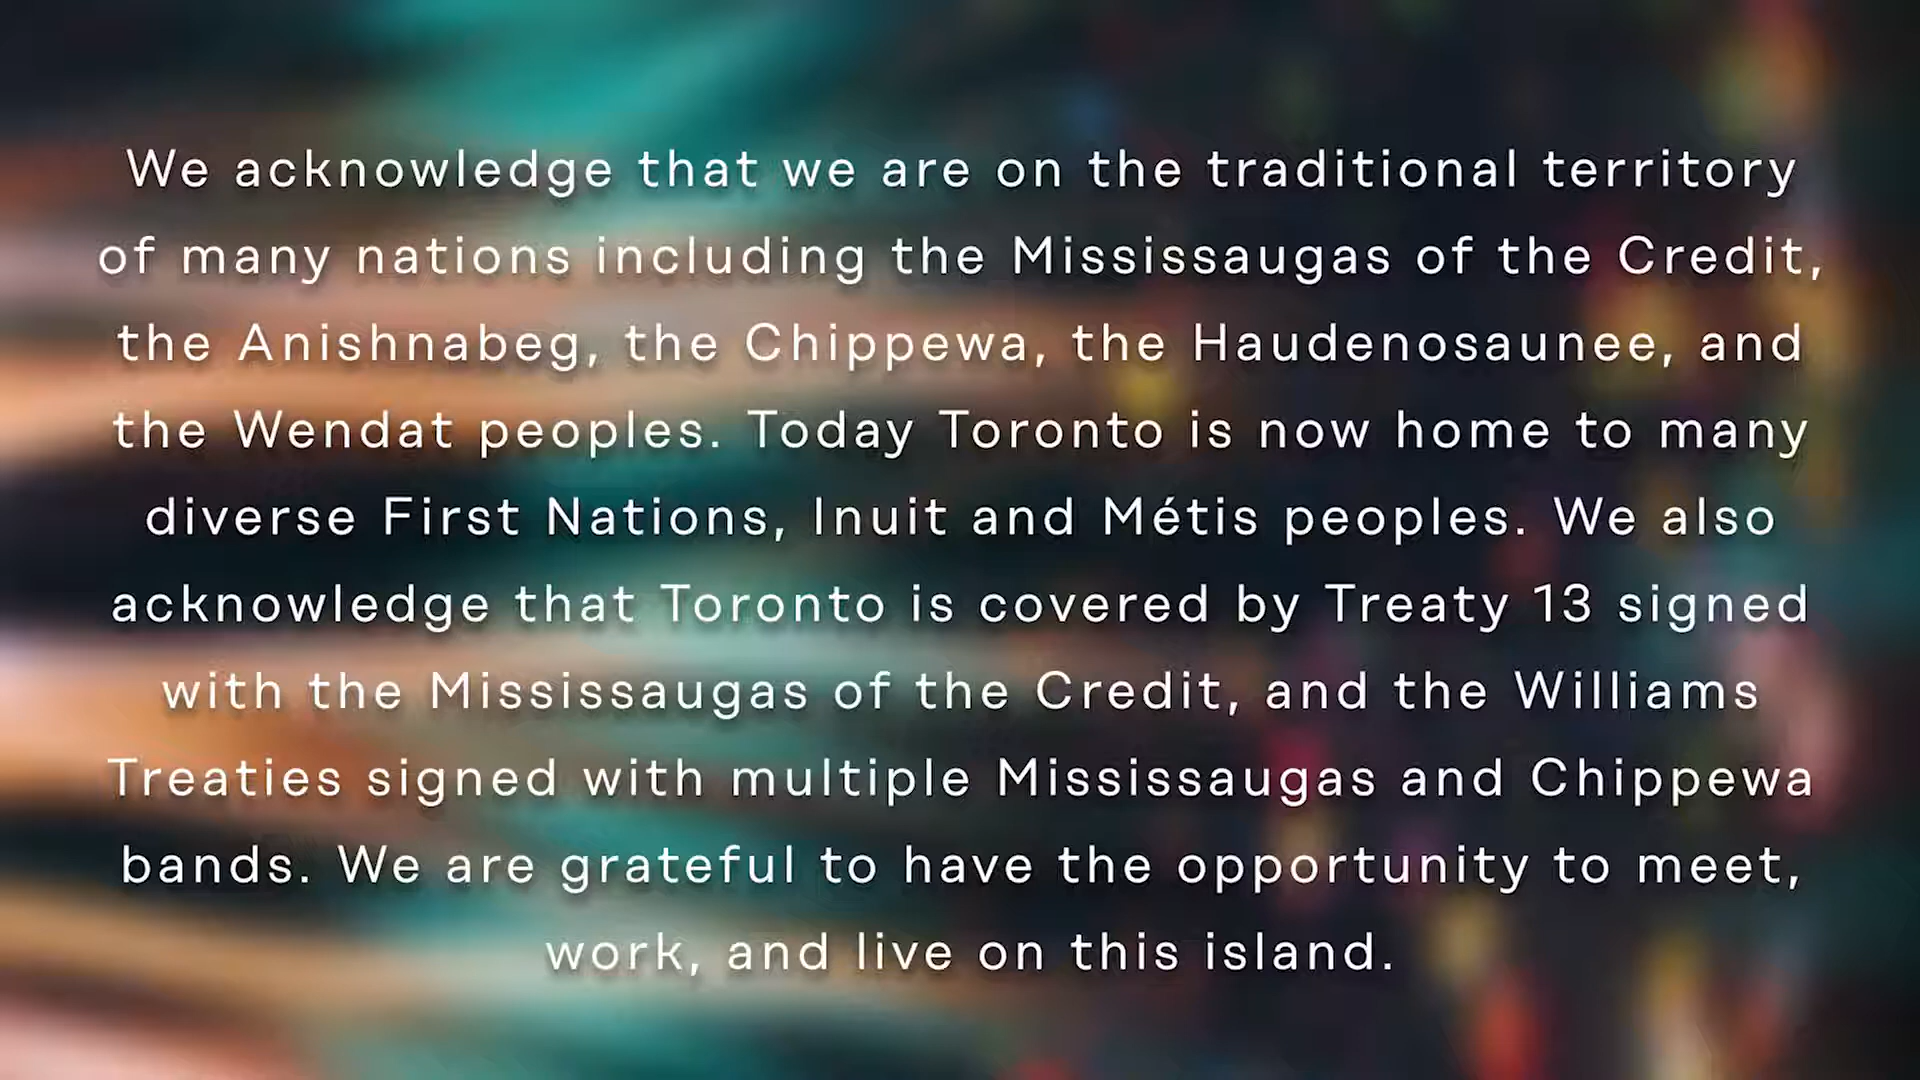 We acknowledge that we are on the traditional territory
of many nations including the Mississaugas of the Credit,
the Anishnabeg, the Chippewa, the Haudenosaunee, and
the Wendat peoples. Today Toronto is now home to many
diverse First Nations, Inuit and Métis peoples. We also
acknowledge that Toronto is covered by Treaty 13 signed
with the Mississaugas of the Credit, and the Williams
Treaties signed with multiple Mississaugas and Chippewa
bands. We are grateful to have the opportunity to meet,
work, and live on this island.